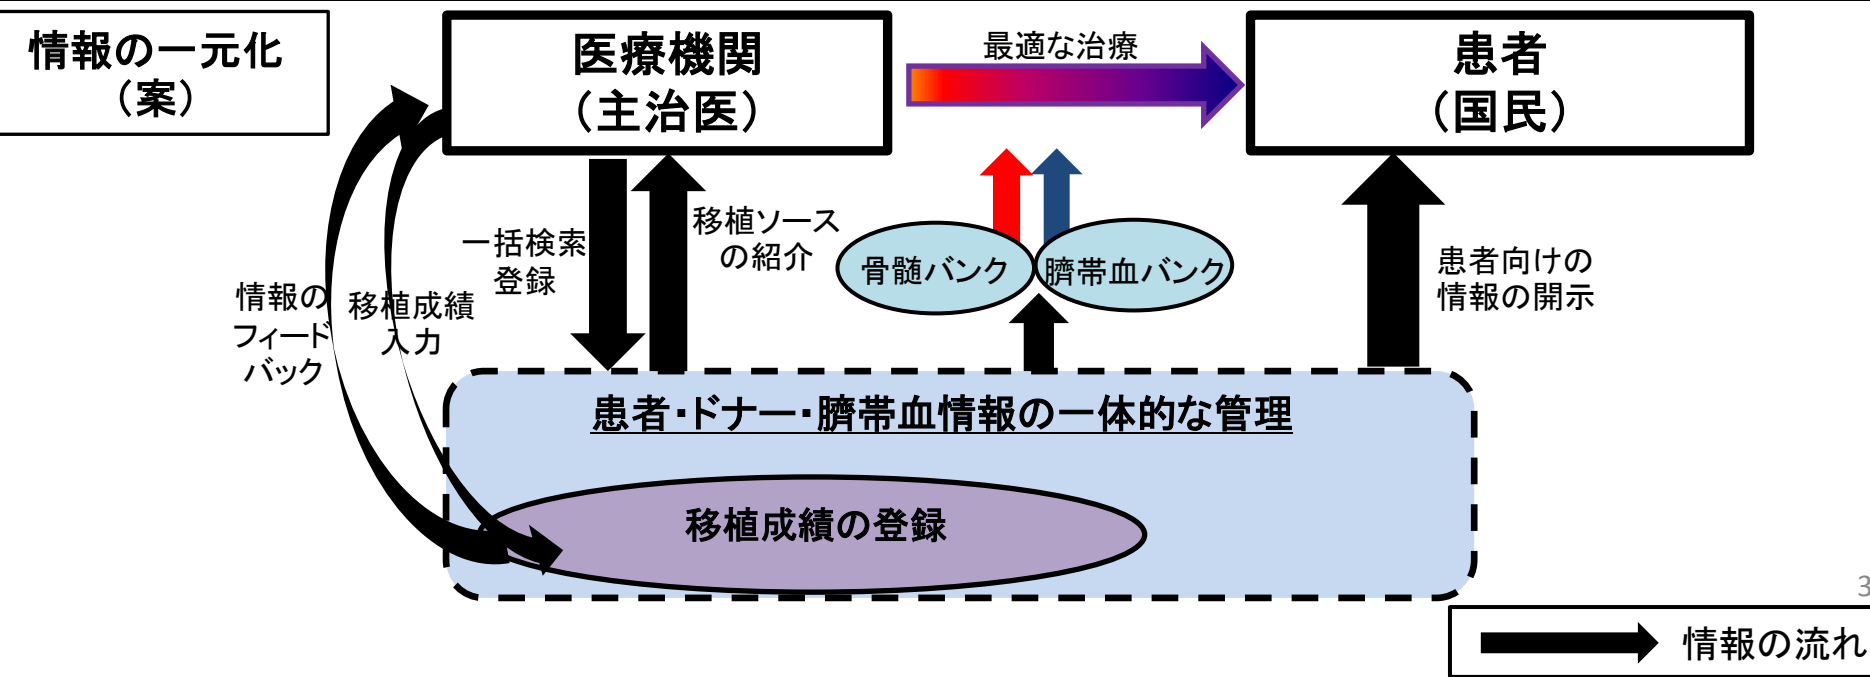 情報の一元化
（案）
医療機関
（主治医）
最適な治療
患者
（国民）
一括検索
登録
移植ソース
の紹介
骨髄バンク
臍帯血バンク
患者向けの
情報の開示
情報の
フィード
バック
移植成績
入力
患者・ドナー・臍帯血情報の一体的な管理
移植成績の登録
3
情報の流れ